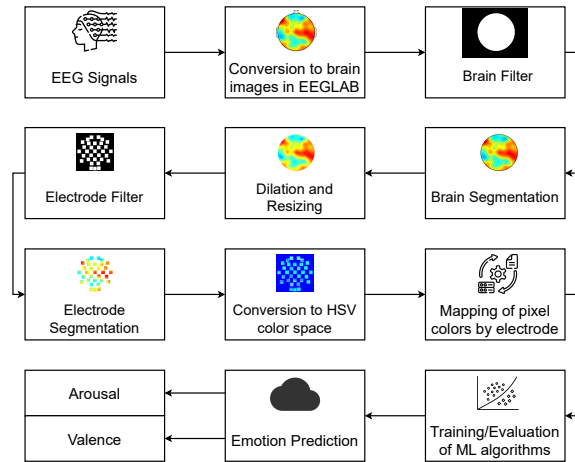 EEG Signals
Conversion to brain
images in EEGLAB
Brain Filter
Electrode Filter
Dilation and
Resizing
Brain Segmentation
Electrode
Segmentation
Conversion to HSV
color space
Mapping of pixel
colors by electrode
Arousal
Valence
Emotion Prediction
Training/Evaluation
of ML algorithms